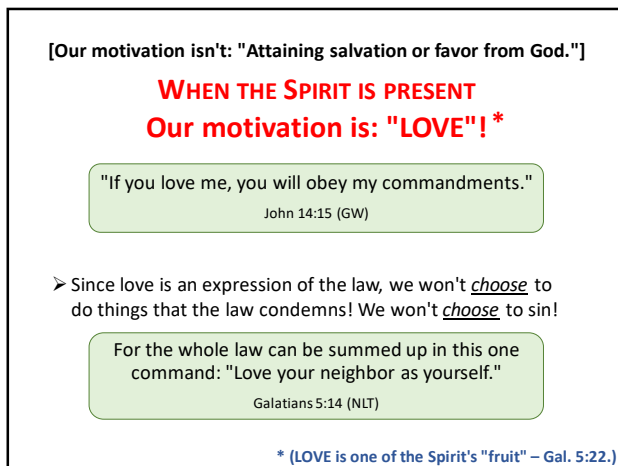 [Our motivation isn't: "Attaining salvation or favor from God."]
WHEN THE SPIRIT IS PRESENT
Our motivation is: "LOVE"! *
"If you love me, you will obey my commandments."
John 14:15 (GW)
➢ Since love is an expression of the law, we won't choose to
do things that the law condemns! We won't choose to sin!
For the whole law can be summed up in this one
command: "Love your neighbor as yourself."
Galatians 5:14 (NLT)
* (LOVE is one of the Spirit's "fruit" – Gal. 5:22.)